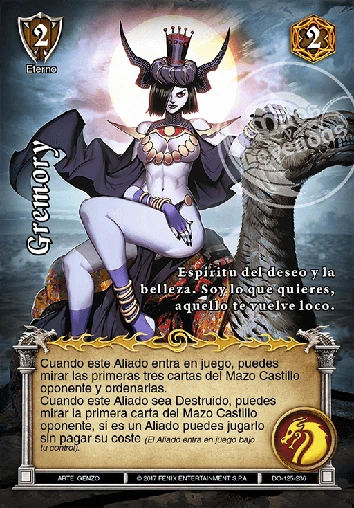 2
2
Eterno
Gremory
Espíritu del deseo y la
belleza. Soy lo que quieres,
aquello te vuelve loco.
Cuando este Aliado entra en juego, puedes
mirar las primeras tres cartas del Mazo Castillo
oponente y ordenarlas.
Cuando este Aliado sea Destruido, puedes
mirar la primera carta del Mazo Castillo
oponente, si es un Aliado puedes jugarlo
sin pagar su coste (El Aliado entra en juego bajo
tu control).
ARTE: GENZO
© 2017 FENIX ENTERTAINMENT S.P.A.